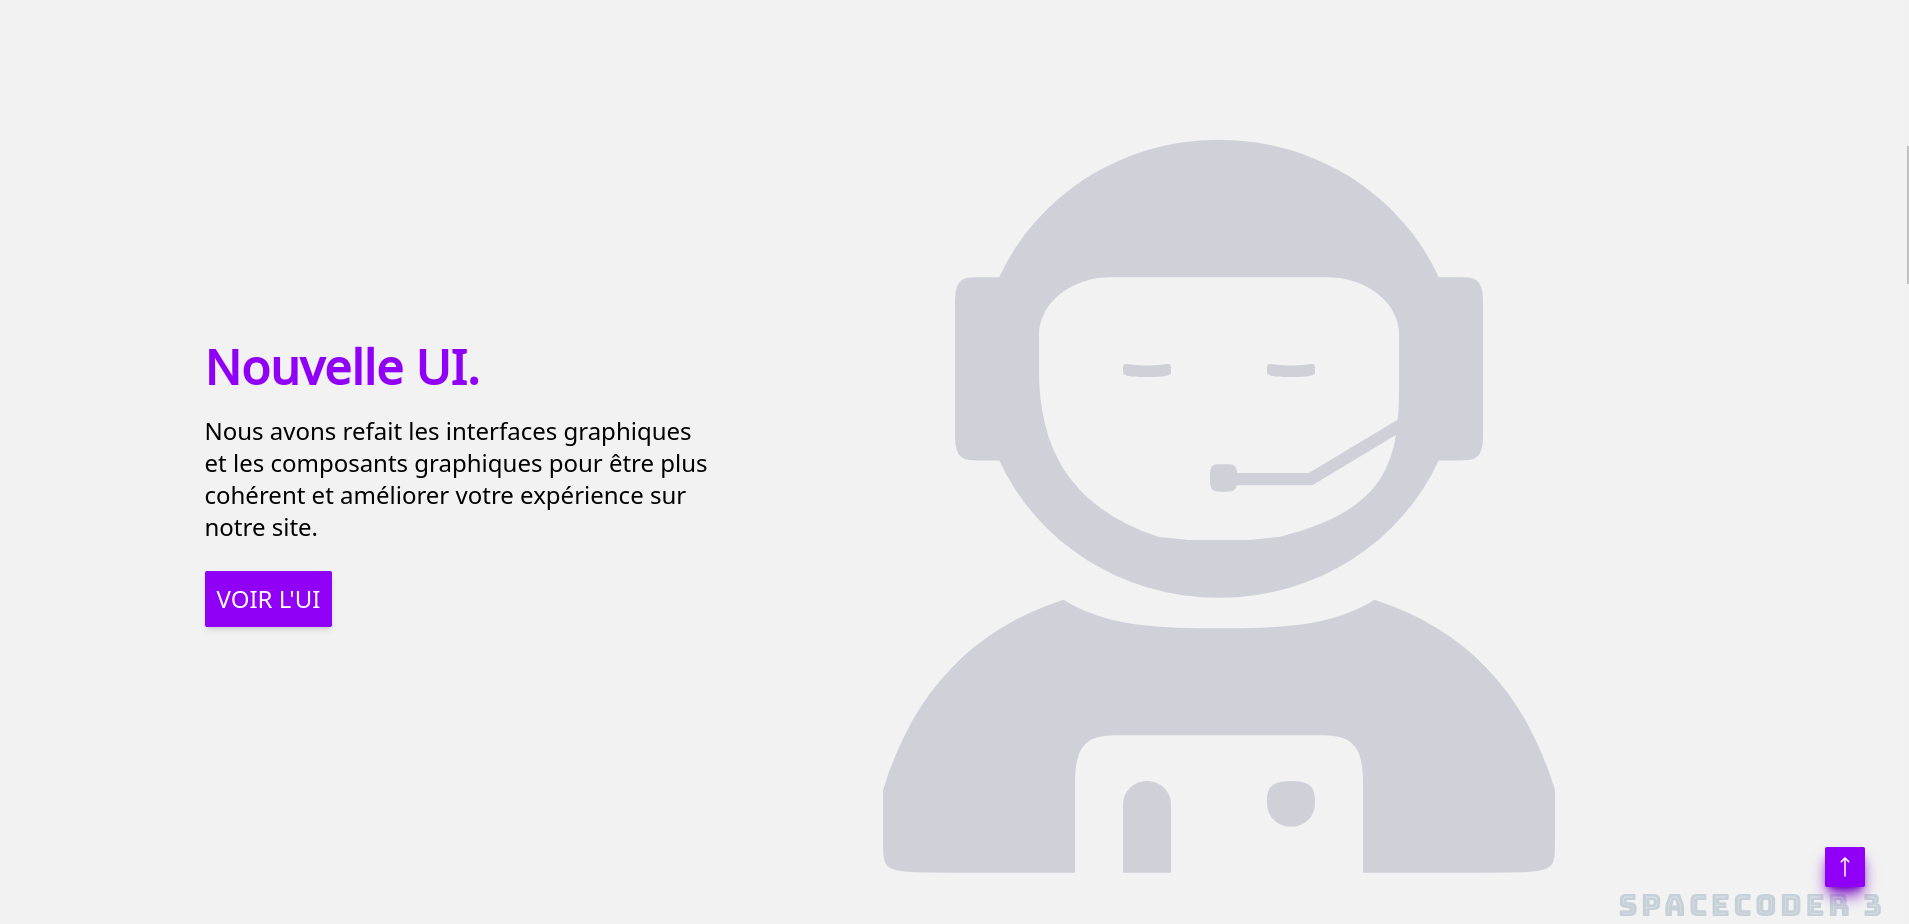 Nouvelle UI.
Nous avons refait les interfaces graphiques
et les composants graphiques pour être plus
cohérent et améliorer votre expérience sur
notre site.
VOIR L'UI
↑
SPACECODER 3